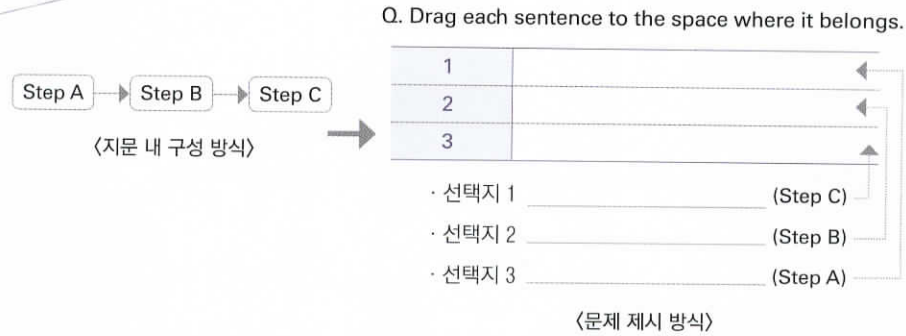 Q. Drag each sentence to the space where it belongs.
Step A
Step B
Step C
〈지문 내 구성 방식〉
1
2
3
· 선택지 1 (Step C)
· 선택지 2 (Step B)
· 선택지 3 (Step A)
〈문제 제시 방식〉